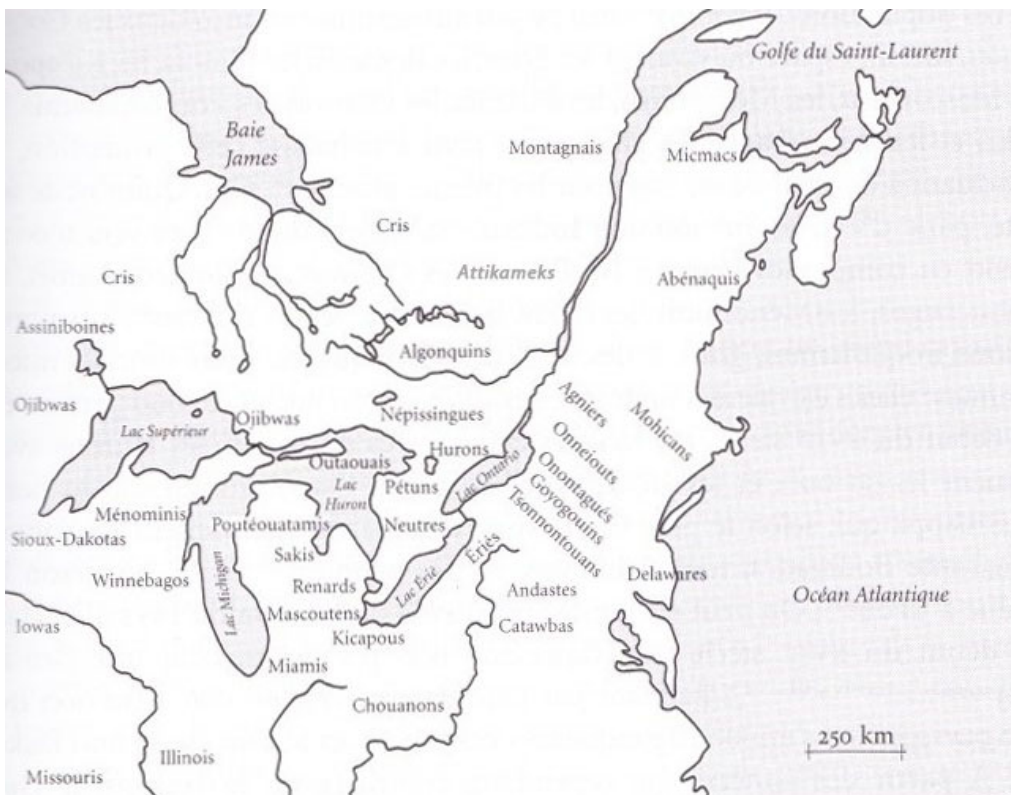 Golfe du Saint-Laurent
Baie
James
Montagnais
Micmacs
Cris
Cris
Attikameks
Abénaquis
Assiniboines
Algonquins
Ojibwas
Lac Supérieur
Ojibwas
Népissingues
Agniers
Mohicans
Onneiouts
Hurons
Outaouais
Lac
Huron
Pétuns
Lac Ontario
Onontagués
Goyogouins
Tsonnontouans
Ménominis
Poutéouatamis
Neutres
Sioux-Dakotas
Sakis
Ériés
Winnebagos
Lac Michigan
Renards
Lac Érié
Andastes
Delawares
Océan Atlantique
Mascoutens
Iowas
Kicapous
Catawbas
Miamis
Chouanons
250 km
Illinois
Missouris